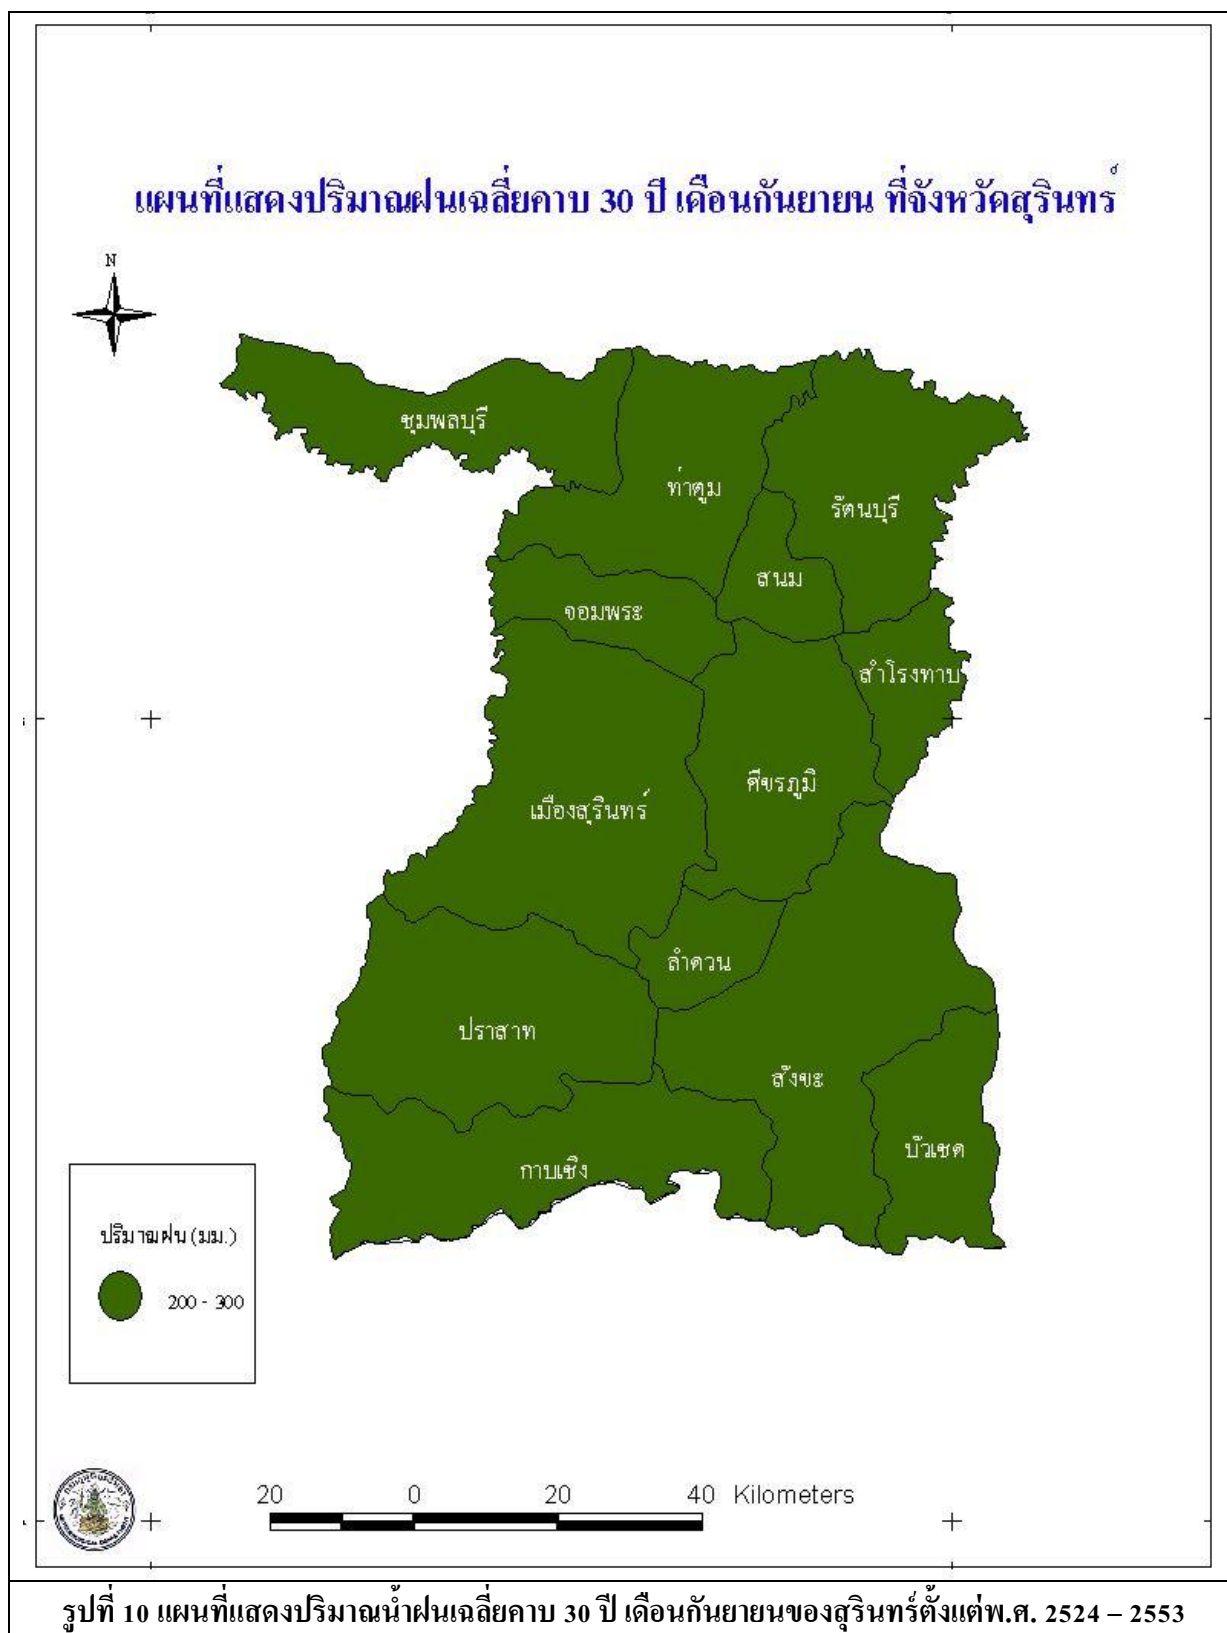 แผนที่แสดงปริมาณฝนเฉลี่ยคาบ 30 ปี เดือนกันยายน ที่จังหวัดสุรินทร์
N
ชุมพลบุรี
ท่าตูม
รัตนบุรี
สนม
จอมพระ
สำโรงทาบ
ศีขรภูมิ
เมืองสุรินทร์
ลำดวน
ปราสาท
สังขะ
บัวเชด
กาบเชิง
ปริมาณฝน (มม.)
200 - 300
20 0 20 40 Kilometers
รูปที่ 10 แผนที่แสดงปริมาณน้ำฝนเฉลี่ยคาบ 30 ปี เดือนกันยายนของสุรินทร์ตั้งแต่พ.ศ. 2524 – 2553